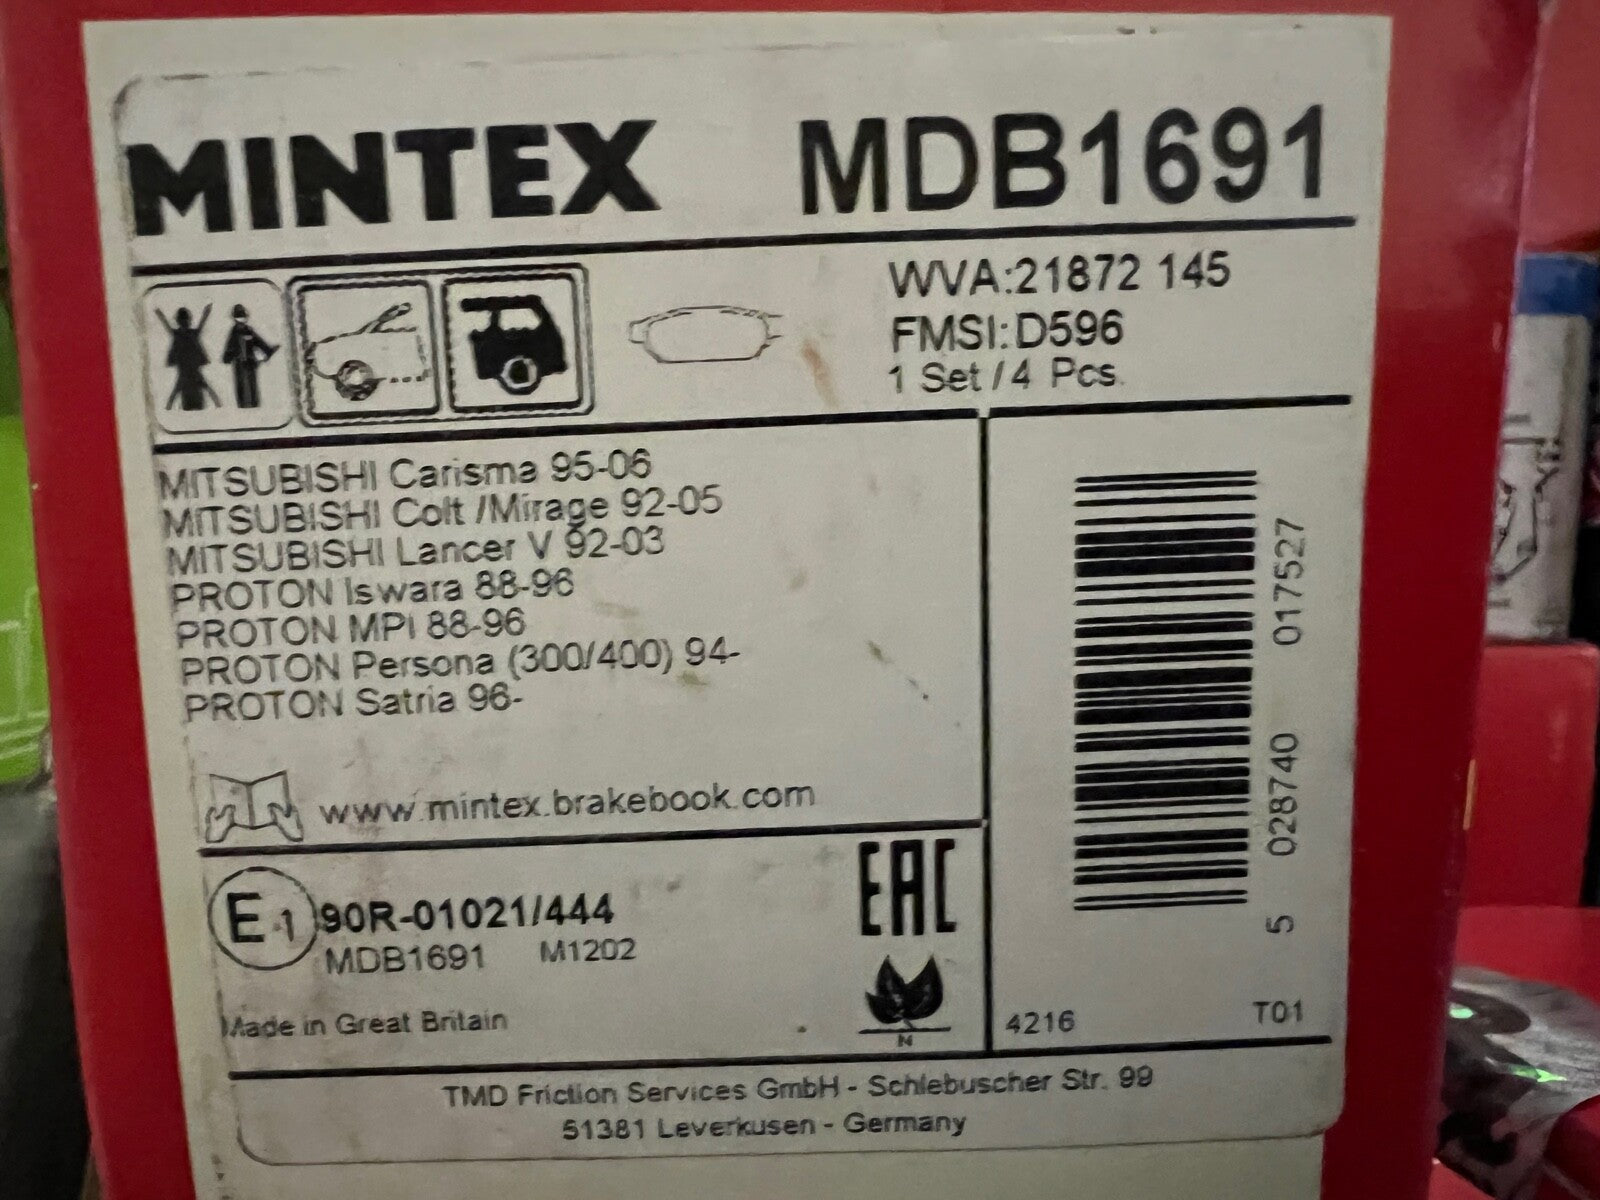 MINTEX MDB1691
WVA:21872 145
FMSI:D596
1 Set / 4 Pcs.
MITSUBISHI Carisma 95-06
MITSUBISHI Colt /Mirage 92-05
MITSUBISHI Lancer V 92-03
PROTON Iswara 88-96
PROTON MPI 88-96
PROTON Persona (300/400) 94-
PROTON Satria 96-
www.mintex.brakebook.com
5 028740 017527
E1 90R-01021/444
MDB1691 M1202
EAC
N
Made in Great Britain
4216 T01
TMD Friction Services GmbH - Schlebuscher Str. 99
51381 Leverkusen - Germany